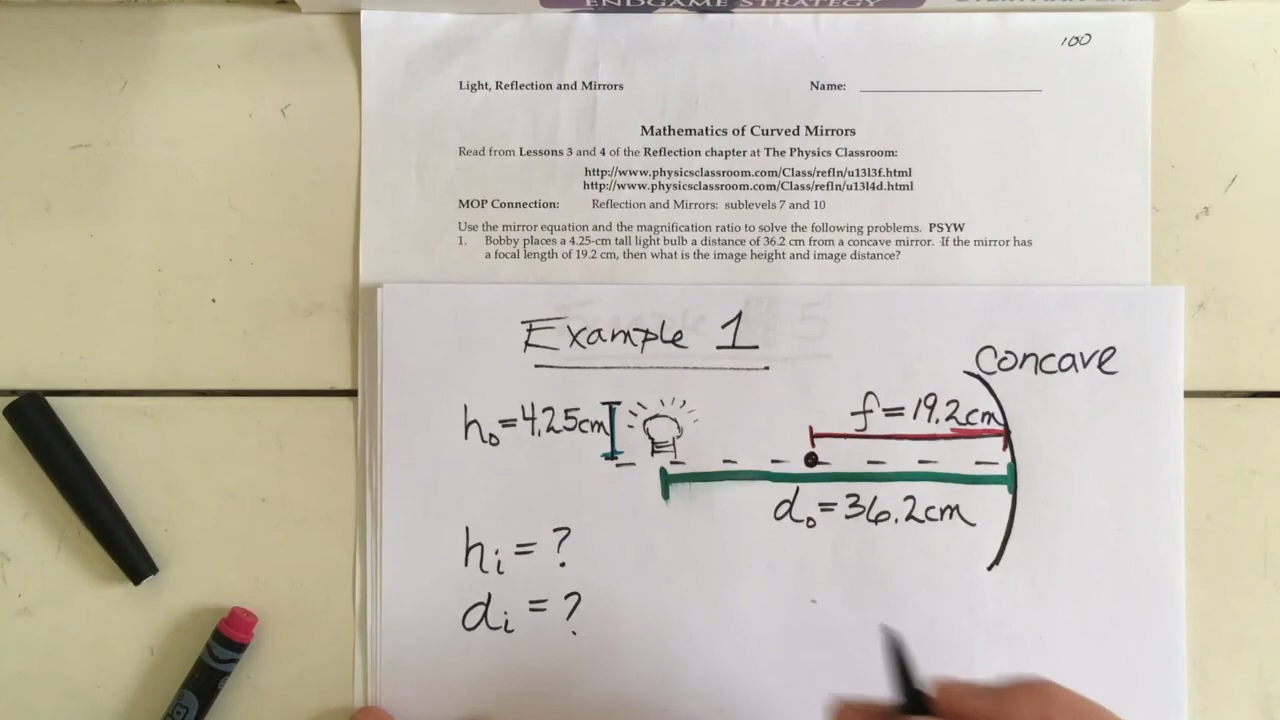 ENDGAME STRATEGY
100
Light, Reflection and Mirrors Name:
Mathematics of Curved Mirrors
Read from Lessons 3 and 4 of the Reflection chapter at The Physics Classroom:
http://www.physicsclassroom.com/Class/refln/u13l3f.html
http://www.physicsclassroom.com/Class/refln/u13l4d.html
MOP Connection: Reflection and Mirrors: sublevels 7 and 10
Use the mirror equation and the magnification ratio to solve the following problems. PSYW
1. Bobby places a 4.25-cm tall light bulb a distance of 36.2 cm from a concave mirror. If the mirror has
a focal length of 19.2 cm, then what is the image height and image distance?
Example 1
Concave
f=19.2cm
ho=4.25cm
do=36.2cm
hi=?
di=?